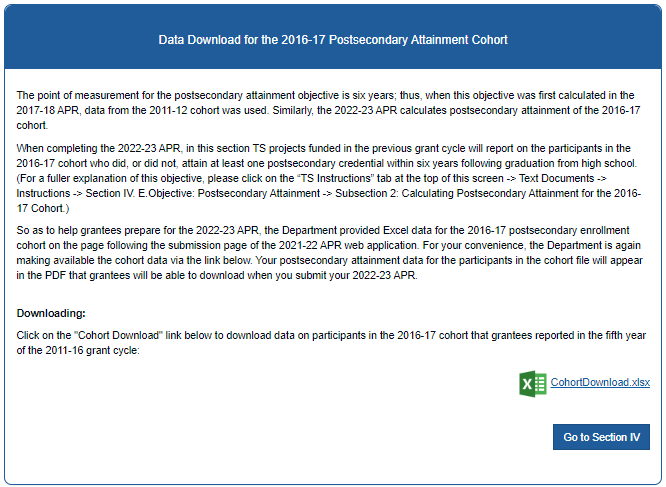 Data Download for the 2016-17 Postsecondary Attainment Cohort
The point of measurement for the postsecondary attainment objective is six years; thus, when this objective was first calculated in the
2017-18 APR, data from the 2011-12 cohort was used. Similarly, the 2022-23 APR calculates postsecondary attainment of the 2016-17
cohort.
When completing the 2022-23 APR, in this section TS projects funded in the previous grant cycle will report on the participants in the
2016-17 cohort who did, or did not, attain at least one postsecondary credential within six years following graduation from high school.
(For a fuller explanation of this objective, please click on the “TS Instructions” tab at the top of this screen -> Text Documents ->
Instructions -> Section IV. E.Objective: Postsecondary Attainment -> Subsection 2: Calculating Postsecondary Attainment for the 2016-
17 Cohort.)
So as to help grantees prepare for the 2022-23 APR, the Department provided Excel data for the 2016-17 postsecondary enrollment
cohort on the page following the submission page of the 2021-22 APR web application. For your convenience, the Department is again
making available the cohort data via the link below. Your postsecondary attainment data for the participants in the cohort file will appear
in the PDF that grantees will be able to download when you submit your 2022-23 APR.
Downloading:
Click on the "Cohort Download" link below to download data on participants in the 2016-17 cohort that grantees reported in the fifth year
of the 2011-16 grant cycle:
X CohortDownload.xlsx
Go to Section IV